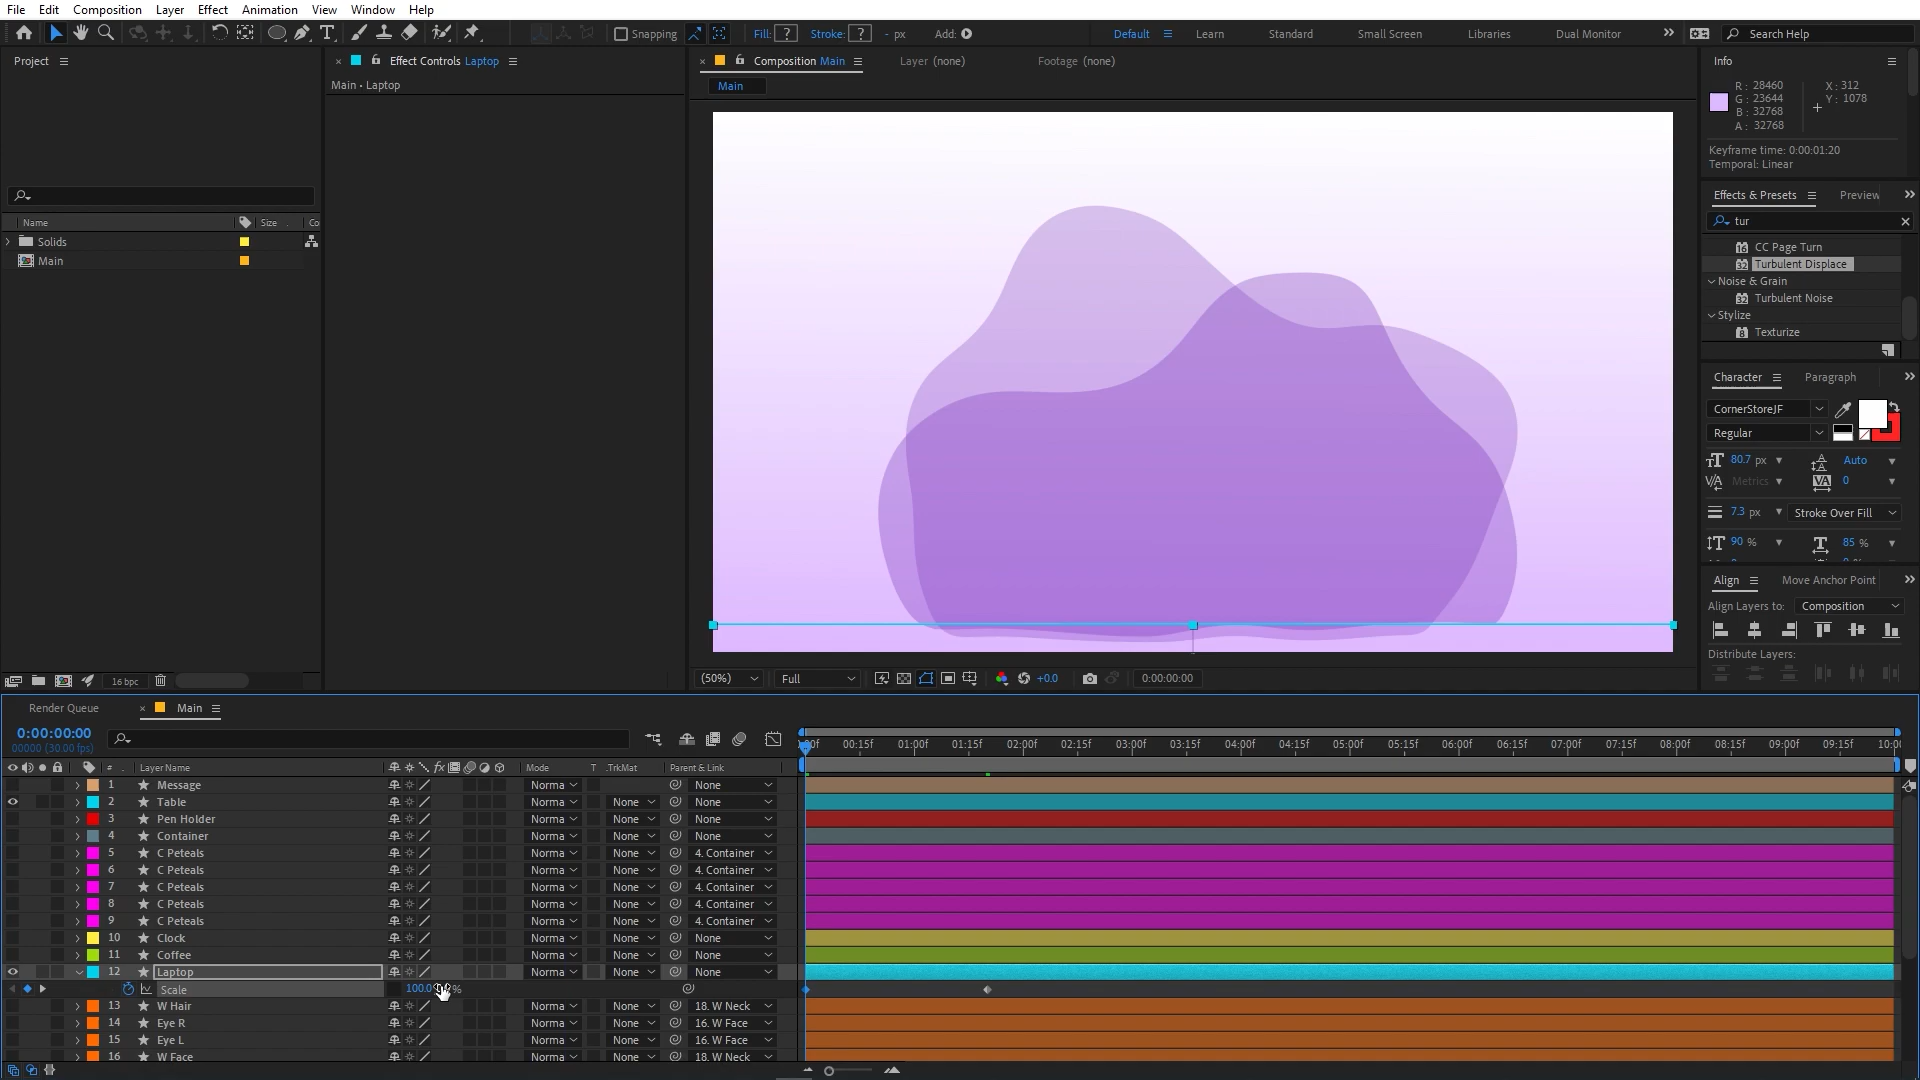 File Edit Composition Layer Effect Animation View Window Help
Snapping Fill: ? Stroke: ? - px Add: Default Learn Standard Small Screen Libraries Dual Monitor Search Help
Project
Effect Controls Laptop
Main • Laptop
Composition Main Layer (none) Footage (none)
Main
Name Size Co
Solids
Main
16 bpc
(50%) Full +0.0 0:00:00:00
Info
R: 28460 X: 312
G: 23644 Y: 1078
B: 32768
A: 32768
Keyframe time: 0:00:01:20
Temporal: Linear
Effects & Presets Preview
tur
16 CC Page Turn
32 Turbulent Displace
Noise & Grain
32 Turbulent Noise
Stylize
8 Texturize
Character Paragraph
CornerStoreJF
Regular
80.7 px Auto
Metrics 0
7.3 px Stroke Over Fill
90 % 85 %
Align Move Anchor Point
Align Layers to: Composition
Distribute Layers:
Render Queue Main
0:00:00:00
00000 (30.00 fps)
00f 00:15f 01:00f 01:15f 02:00f 02:15f 03:00f 03:15f 04:00f 04:15f 05:00f 05:15f 06:00f 06:15f 07:00f 07:15f 08:00f 08:15f 09:00f 09:15f 10:00
# Layer Name Mode T .TrkMat Parent & Link
1 Message Norma None
2 Table Norma None None
3 Pen Holder Norma None None
4 Container Norma None None
5 C Peteals Norma None 4. Container
6 C Peteals Norma None 4. Container
7 C Peteals Norma None 4. Container
8 C Peteals Norma None 4. Container
9 C Peteals Norma None 4. Container
10 Clock Norma None None
11 Coffee Norma None None
12 Laptop Norma None None
Scale 100.0 %
13 W Hair Norma None 18. W Neck
14 Eye R Norma None 16. W Face
15 Eye L Norma None 16. W Face
16 W Face Norma None 18. W Neck